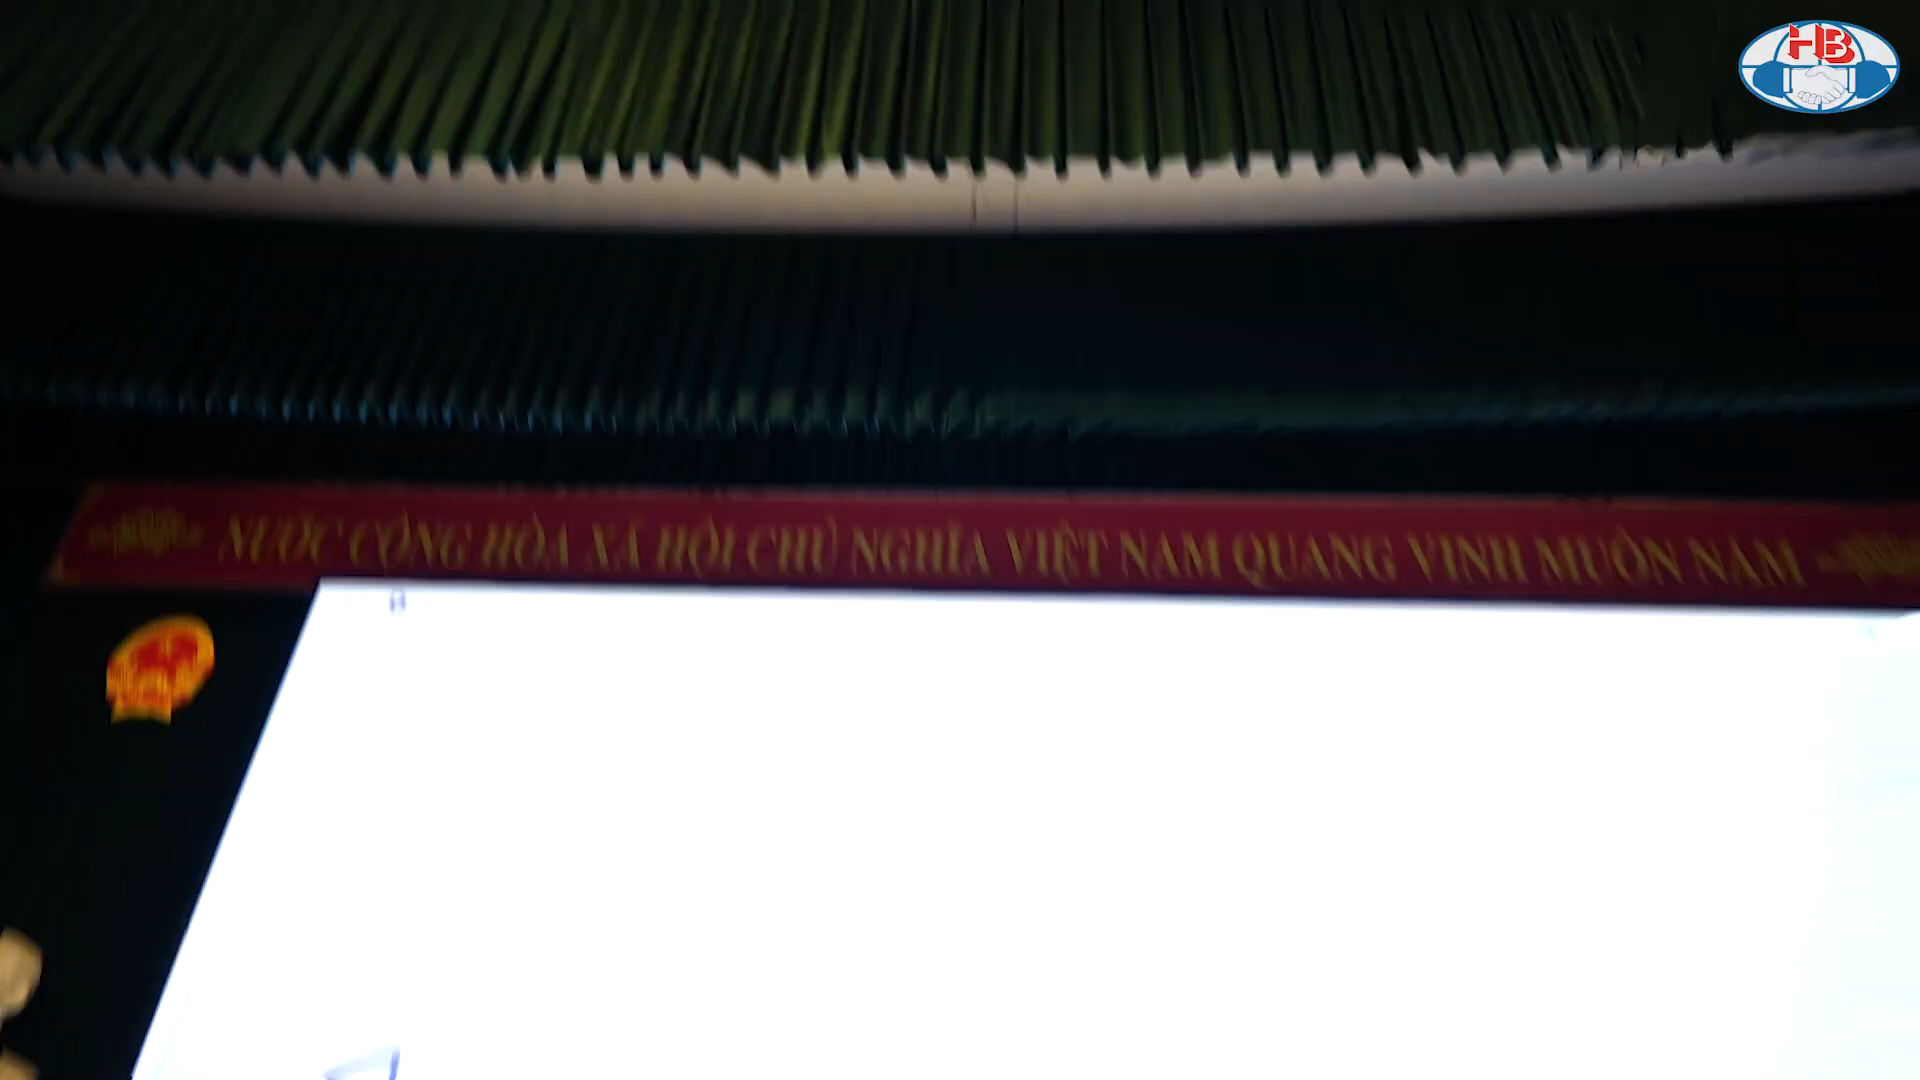 HB
NƯỚC CỘNG HÒA XÃ HỘI CHỦ NGHĨA VIỆT NAM QUANG VINH MUÔN NĂM